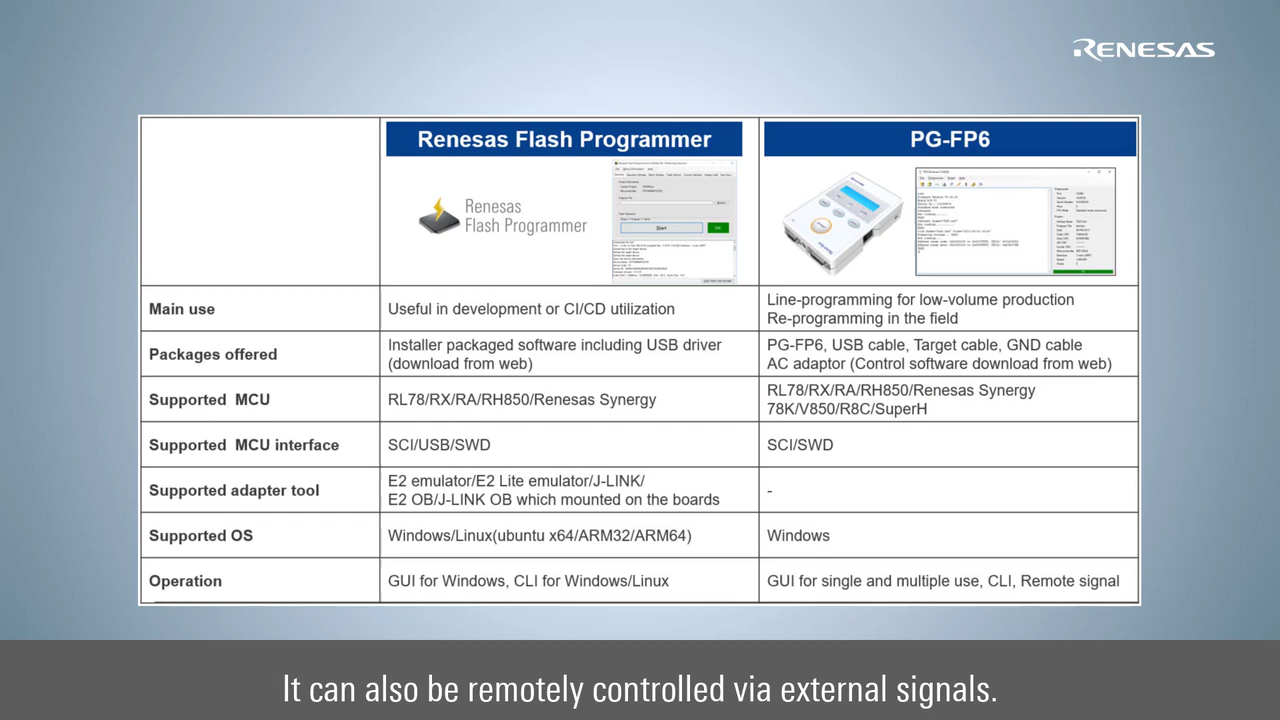 RENESAS
Renesas Flash Programmer
PG-FP6
Renesas
Flash Programmer
Start
OK
Main use
Useful in development or CI/CD utilization
Line-programming for low-volume production
Re-programming in the field
Packages offered
Installer packaged software including USB driver
(download from web)
PG-FP6, USB cable, Target cable, GND cable
AC adaptor (Control software download from web)
Supported MCU
RL78/RX/RA/RH850/Renesas Synergy
RL78/RX/RA/RH850/Renesas Synergy
78K/V850/R8C/SuperH
Supported MCU interface
SCI/USB/SWD
SCI/SWD
Supported adapter tool
E2 emulator/E2 Lite emulator/J-LINK/
E2 OB/J-LINK OB which mounted on the boards
-
Supported OS
Windows/Linux(ubuntu x64/ARM32/ARM64)
Windows
Operation
GUI for Windows, CLI for Windows/Linux
GUI for single and multiple use, CLI, Remote signal
It can also be remotely controlled via external signals.